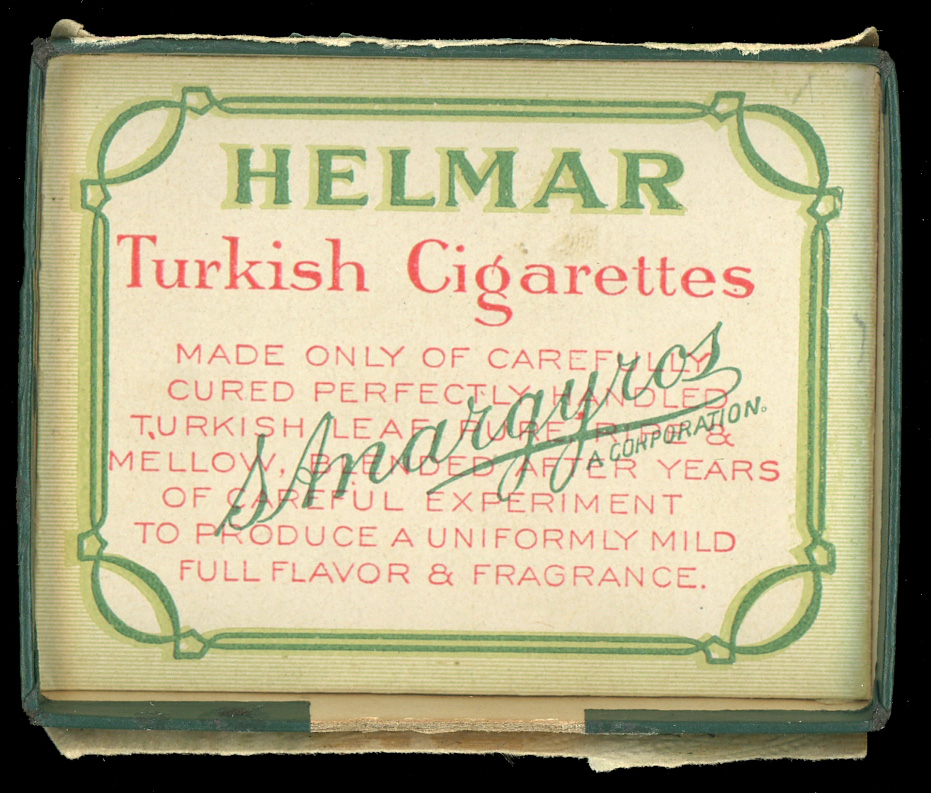 HELMAR
Turkish Cigarettes
MADE ONLY OF CAREFULLY
CURED PERFECTLY HANDLED
TURKISH LEAF, PURE, RIPE &
MELLOW, BLENDED AFTER YEARS
OF CAREFUL EXPERIMENT
TO PRODUCE A UNIFORMLY MILD
FULL FLAVOR & FRAGRANCE.
S Anargyros
A CORPORATION.